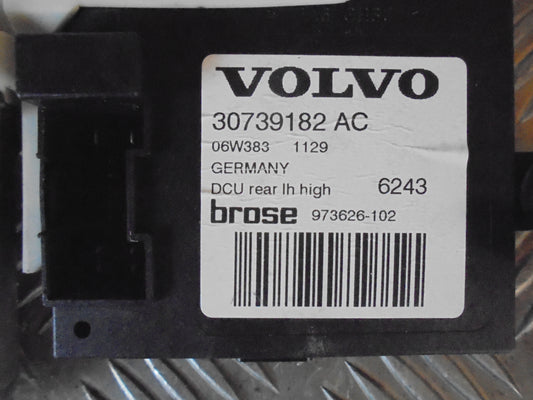 VOLVO
30739182 AC
06W383 1129
GERMANY
DCU rear lh high 6243
brose 973626-102